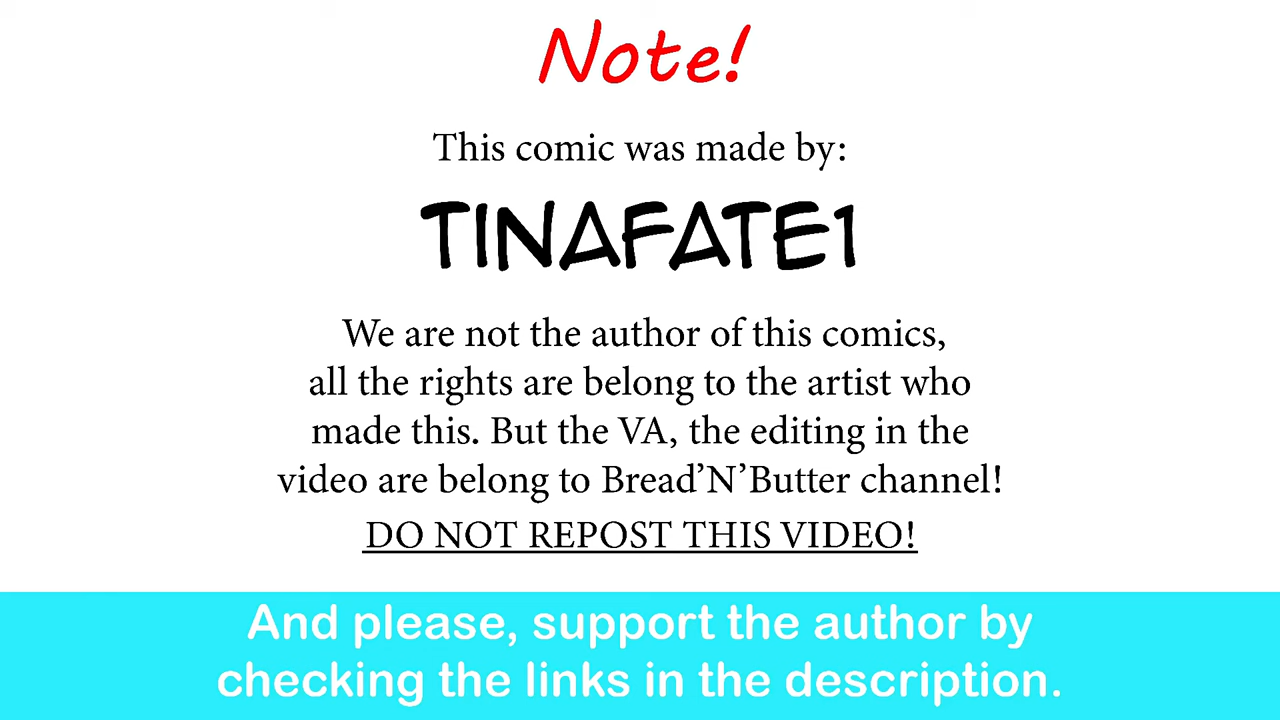 Note!
This comic was made by:
TINAFATE1
We are not the author of this comics,
all the rights are belong to the artist who
made this. But the VA, the editing in the
video are belong to Bread’N’Butter channel!
DO NOT REPOST THIS VIDEO!
And please, support the author by
checking the links in the description.